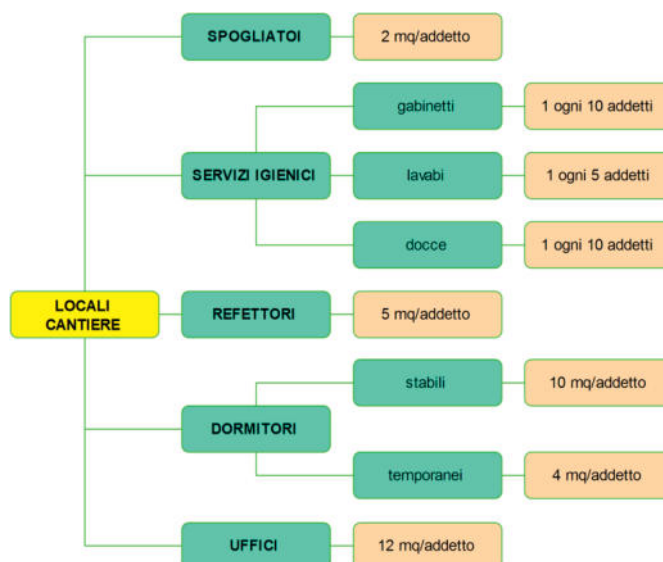 SPOGLIATOI
2 mq/addetto
gabinetti
1 ogni 10 addetti
SERVIZI IGIENICI
lavabi
1 ogni 5 addetti
docce
1 ogni 10 addetti
LOCALI
CANTIERE
REFETTORI
5 mq/addetto
stabili
10 mq/addetto
DORMITORI
temporanei
4 mq/addetto
UFFICI
12 mq/addetto